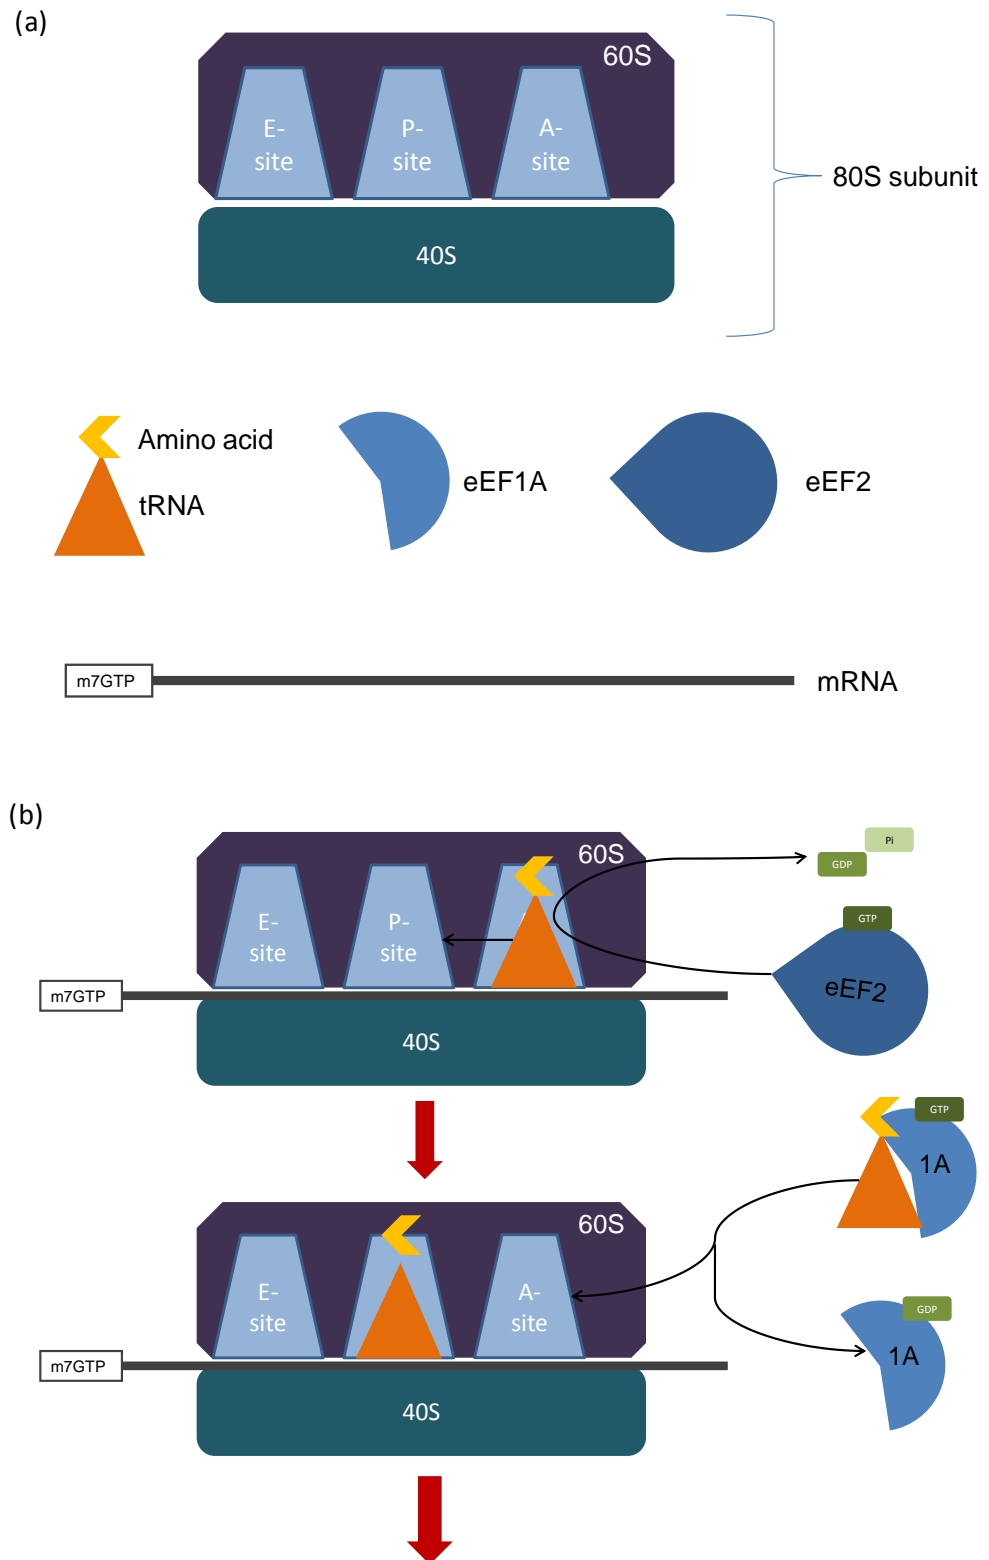 (a)
60S
E-
site
P-
site
A-
site
80S subunit
40S
Amino acid
tRNA
eEF1A
eEF2
m7GTP
mRNA
(b)
60S
Pi
GDP
E-
site
P-
site
GTP
eEF2
m7GTP
40S
GTP
1A
60S
E-
site
A-
site
GDP
1A
m7GTP
40S